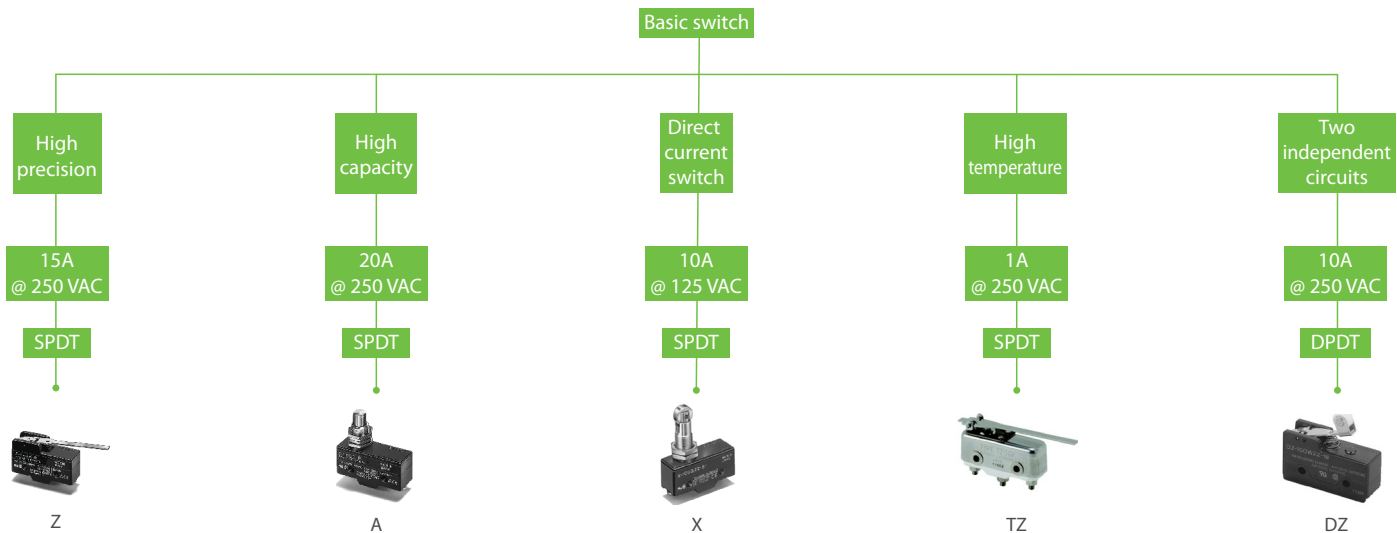 Basic switch
High
precision
High
capacity
Direct
current
switch
High
temperature
Two
independent
circuits
15A
@ 250 VAC
20A
@ 250 VAC
10A
@ 125 VAC
1A
@ 250 VAC
10A
@ 250 VAC
SPDT
SPDT
SPDT
SPDT
DPDT
Z
A
X
TZ
DZ